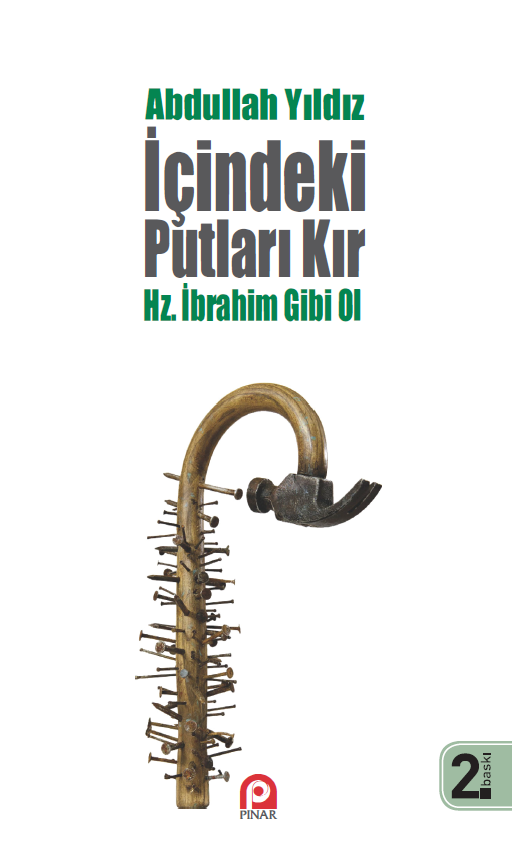 Abdullah Yıldız
İçindeki
Putları Kır
Hz. İbrahim Gibi Ol
2.
baskı
PINAR